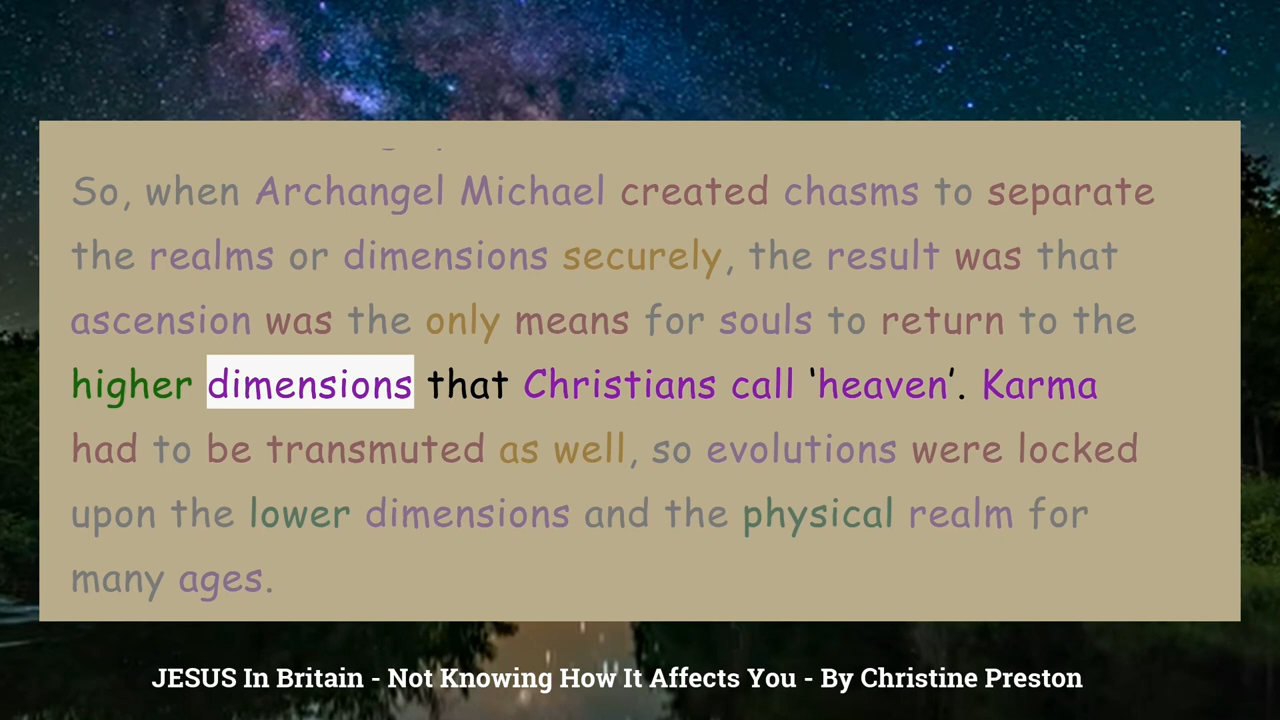 So, when Archangel Michael created chasms to separate
the realms or dimensions securely, the result was that
ascension was the only means for souls to return to the
higher dimensions that Christians call ‘heaven’. Karma
had to be transmuted as well, so evolutions were locked
upon the lower dimensions and the physical realm for
many ages.
JESUS In Britain - Not Knowing How It Affects You - By Christine Preston